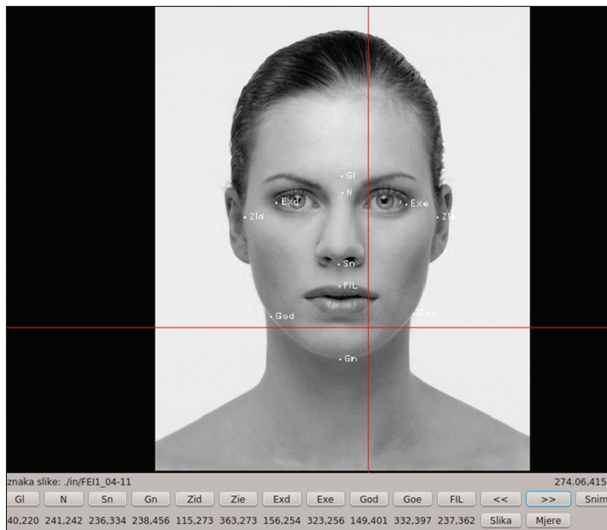 Gl
N
Exd Exe
Zid Zie
Sn
FIL
God Goe
Gn
znaka slike: ./in/FEI1_04-11 274.06,415
Gl N Sn Gn Zid Zie Exd Exe God Goe FIL << >> Snim
40,220 241,242 236,334 238,456 115,273 363,273 156,254 323,256 149,401 332,397 237,362 Slika Mjere